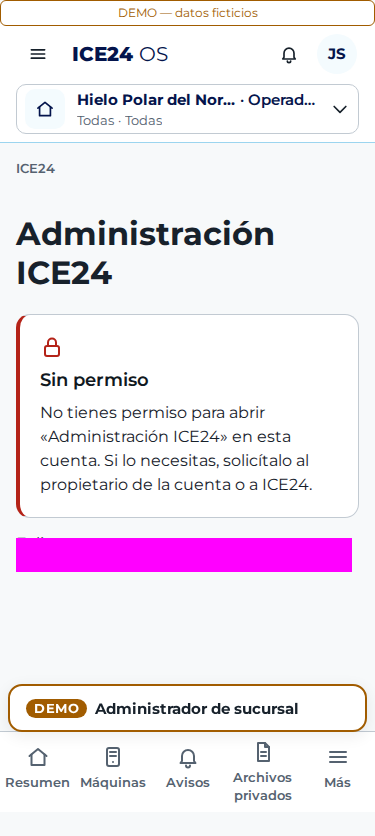 DEMO — datos ficticios
ICE24 OS
JS
Hielo Polar del Nor... · Operad...
Todas · Todas
ICE24
Administración
ICE24
Sin permiso
No tienes permiso para abrir
«Administración ICE24» en esta
cuenta. Si lo necesitas, solicítalo al
propietario de la cuenta o a ICE24.
DEMO Administrador de sucursal
Resumen
Máquinas
Avisos
Archivos
privados
Más